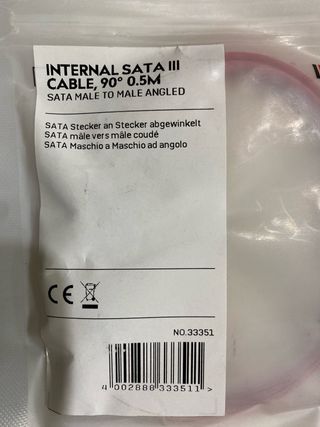 INTERNAL SATA III
CABLE, 90° 0.5M
SATA MALE TO MALE ANGLED
SATA Stecker an Stecker abgewinkelt
SATA mâle vers mâle coudé
SATA Maschio a Maschio ad angolo
CE
NO.33351
4 002888 333511 >